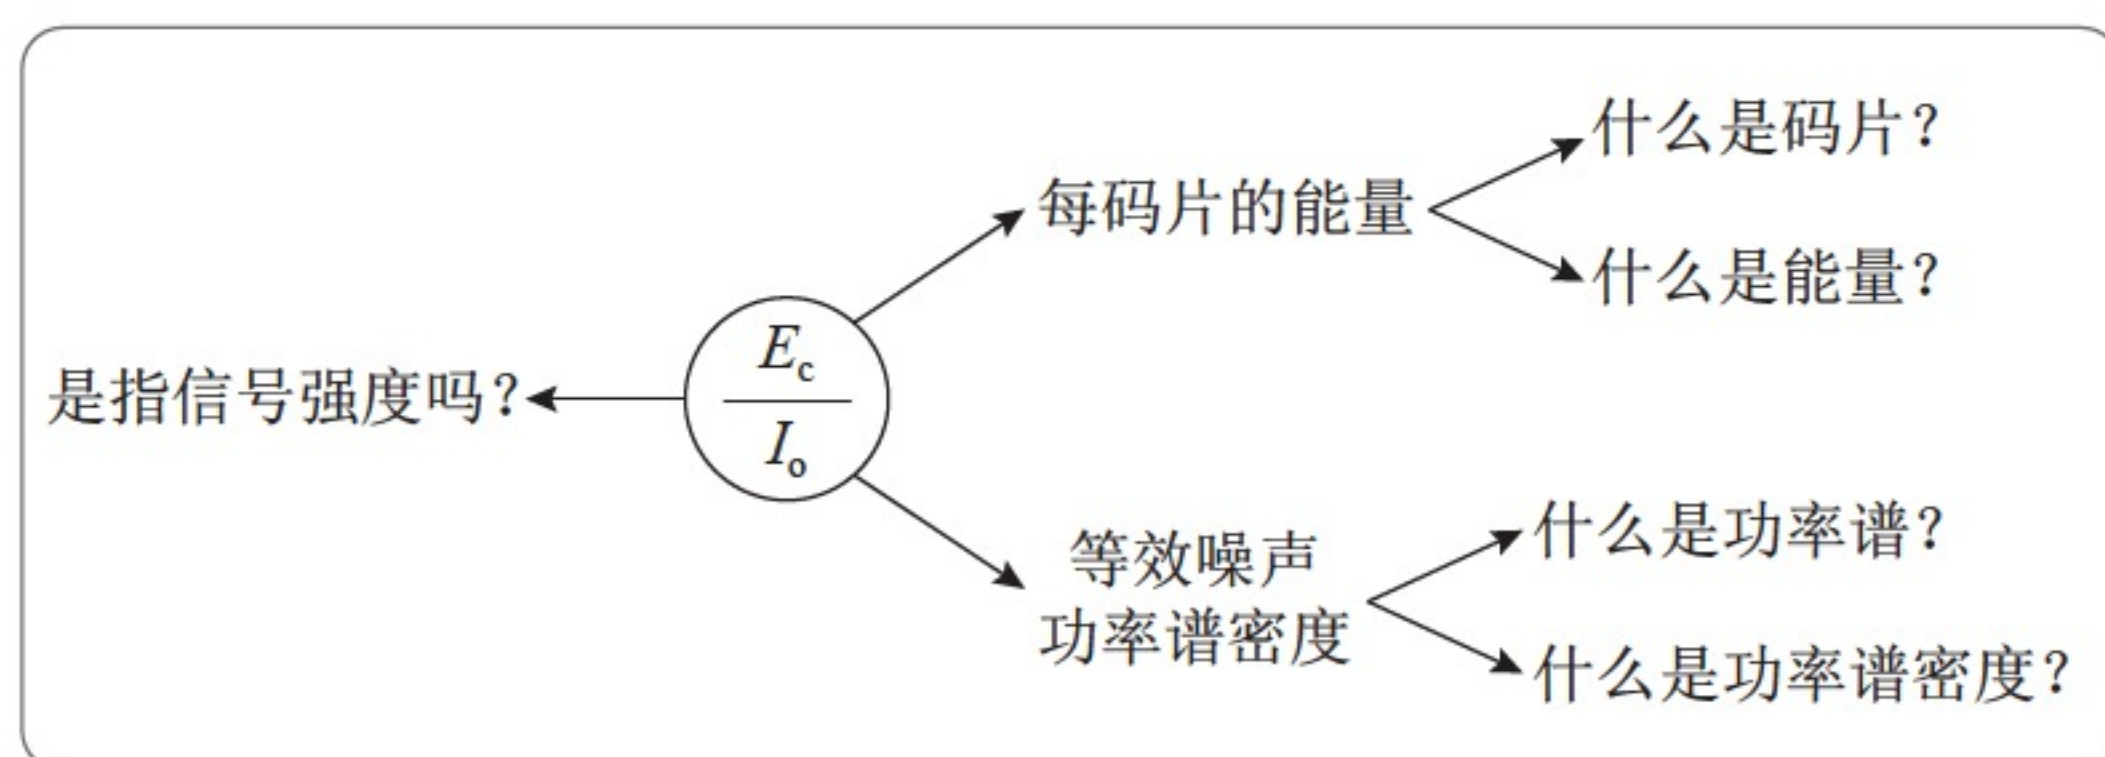 什么是码片？
每码片的能量
什么是能量？
E_c
是指信号强度吗？
I_o
什么是功率谱？
等效噪声
功率谱密度
什么是功率谱密度？